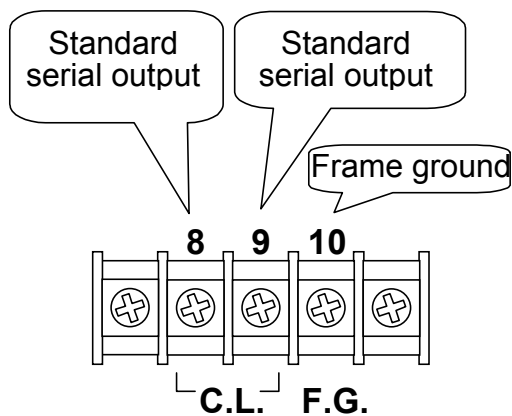 Standard
serial output
Standard
serial output
Frame ground
8 9 10
C.L. F.G.